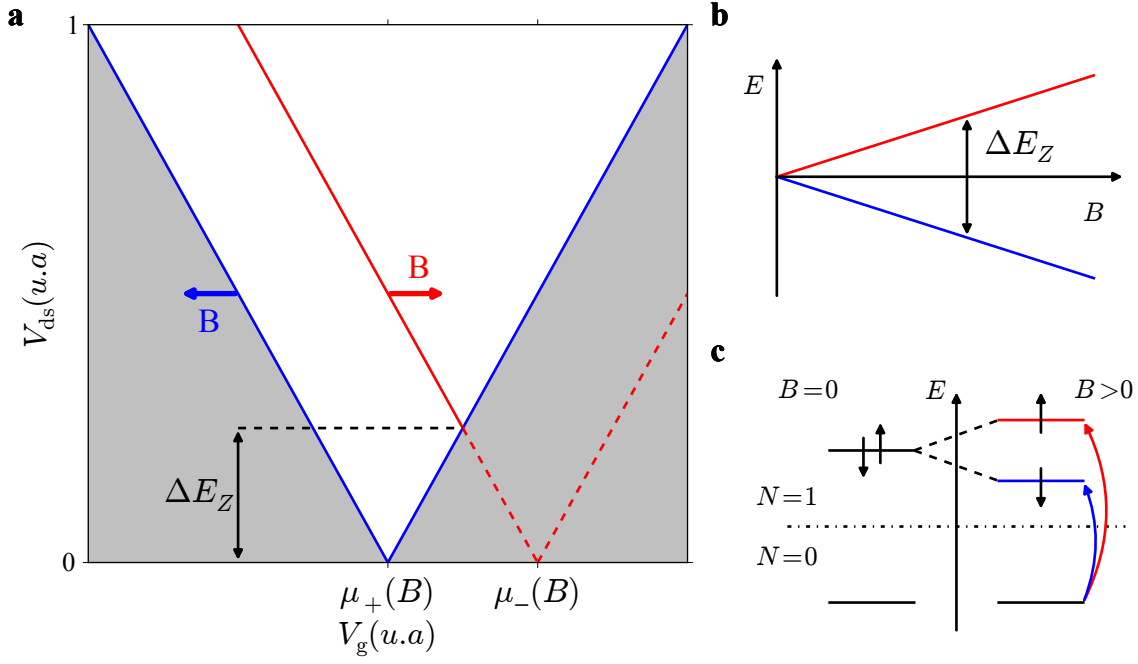 a
1
V_ds(u.a)
B
B
ΔE_Z
0
μ_+(B)
μ_−(B)
V_g(u.a)
b
E
ΔE_Z
B
c
B=0
E
B>0
N=1
N=0